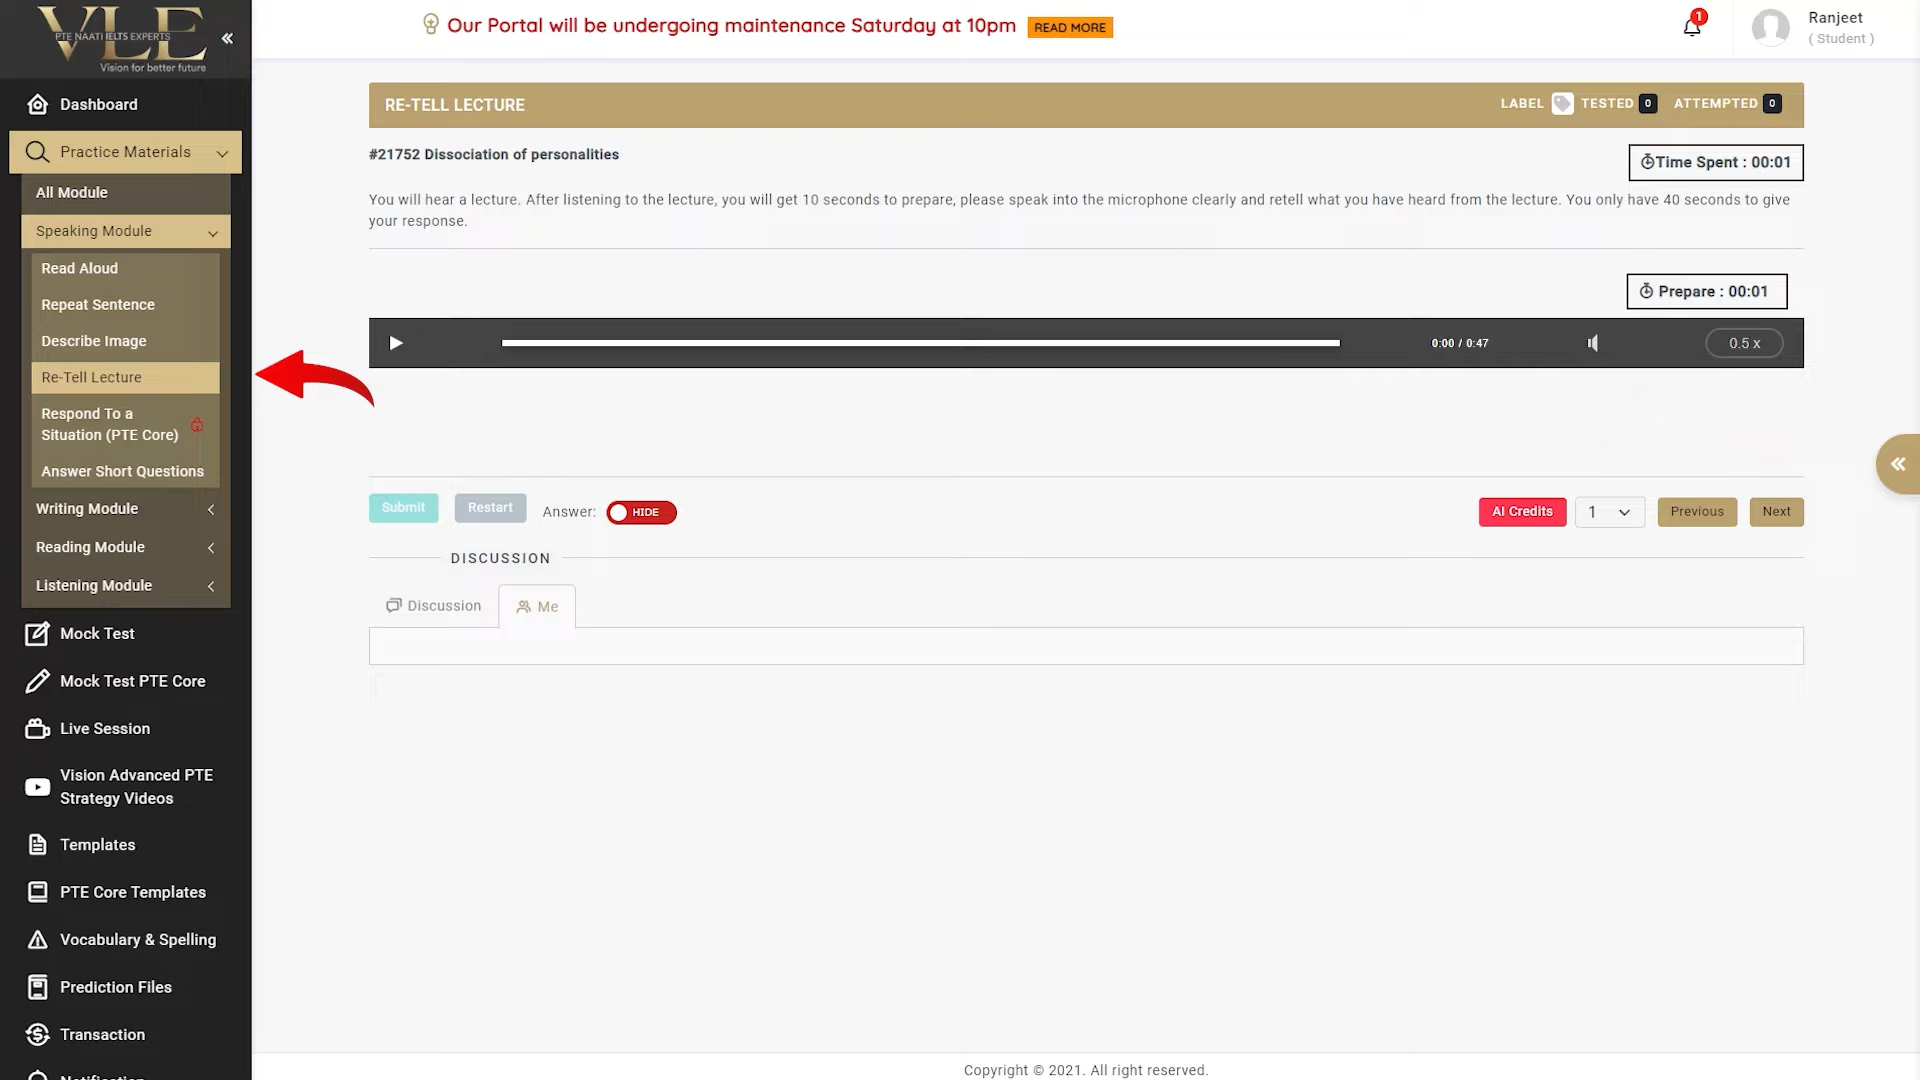 VLE
PTE NAATI IELTS EXPERTS
Vision for better future
Our Portal will be undergoing maintenance Saturday at 10pm READ MORE
1
Ranjeet
( Student )
Dashboard
Practice Materials
All Module
Speaking Module
Read Aloud
Repeat Sentence
Describe Image
Re-Tell Lecture
Respond To a
Situation (PTE Core)
Answer Short Questions
Writing Module
Reading Module
Listening Module
Mock Test
Mock Test PTE Core
Live Session
Vision Advanced PTE
Strategy Videos
Templates
PTE Core Templates
Vocabulary & Spelling
Prediction Files
Transaction
Notification
RE-TELL LECTURE
LABEL TESTED 0 ATTEMPTED 0
#21752 Dissociation of personalities
Time Spent : 00:01
You will hear a lecture. After listening to the lecture, you will get 10 seconds to prepare, please speak into the microphone clearly and retell what you have heard from the lecture. You only have 40 seconds to give
your response.
Prepare : 00:01
0:00 / 0:47
0.5 x
Submit Restart Answer: HIDE
AI Credits 1 Previous Next
DISCUSSION
Discussion Me
Copyright © 2021. All right reserved.